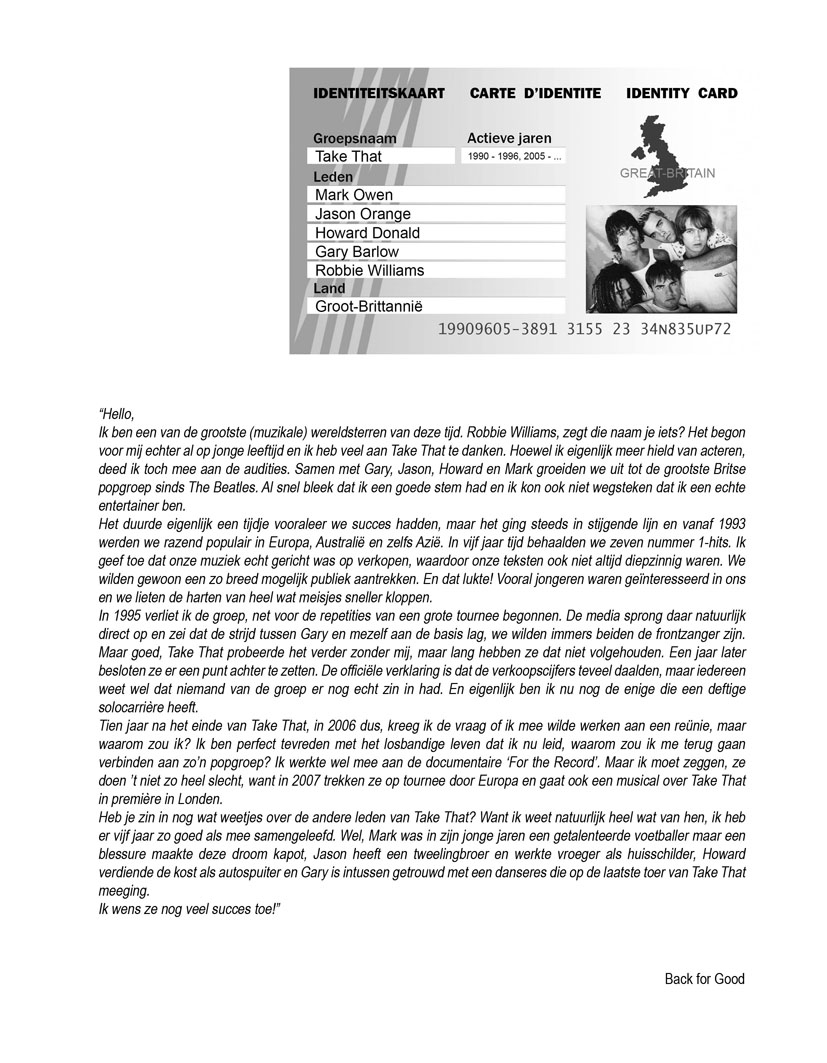 IDENTITEITSKAART CARTE D'IDENTITE IDENTITY CARD
Groepsnaam Actieve jaren
Take That 1990 - 1996, 2005 - ...
GREAT-BRITAIN
Leden
Mark Owen
Jason Orange
Howard Donald
Gary Barlow
Robbie Williams
Land
Groot-Brittannië
19909605-3891 3155 23 34N835UP72
“Hello,
Ik ben een van de grootste (muzikale) wereldsterren van deze tijd. Robbie Williams, zegt die naam je iets? Het begon
voor mij echter al op jonge leeftijd en ik heb veel aan Take That te danken. Hoewel ik eigenlijk meer hield van acteren,
deed ik toch mee aan de audities. Samen met Gary, Jason, Howard en Mark groeiden we uit tot de grootste Britse
popgroep sinds The Beatles. Al snel bleek dat ik een goede stem had en ik kon ook niet wegsteken dat ik een echte
entertainer ben.
Het duurde eigenlijk een tijdje vooraleer we succes hadden, maar het ging steeds in stijgende lijn en vanaf 1993
werden we razend populair in Europa, Australië en zelfs Azië. In vijf jaar tijd behaalden we zeven nummer 1-hits. Ik
geef toe dat onze muziek echt gericht was op verkopen, waardoor onze teksten ook niet altijd diepzinnig waren. We
wilden gewoon een zo breed mogelijk publiek aantrekken. En dat lukte! Vooral jongeren waren geïnteresseerd in ons
en we lieten de harten van heel wat meisjes sneller kloppen.
In 1995 verliet ik de groep, net voor de repetities van een grote tournee begonnen. De media sprong daar natuurlijk
direct op en zei dat de strijd tussen Gary en mezelf aan de basis lag, we wilden immers beiden de frontzanger zijn.
Maar goed, Take That probeerde het verder zonder mij, maar lang hebben ze dat niet volgehouden. Een jaar later
besloten ze er een punt achter te zetten. De officiële verklaring is dat de verkoopscijfers teveel daalden, maar iedereen
weet wel dat niemand van de groep er nog echt zin in had. En eigenlijk ben ik nu nog de enige die een deftige
solocarrière heeft.
Tien jaar na het einde van Take That, in 2006 dus, kreeg ik de vraag of ik mee wilde werken aan een reünie, maar
waarom zou ik? Ik ben perfect tevreden met het losbandige leven dat ik nu leid, waarom zou ik me terug gaan
verbinden aan zo’n popgroep? Ik werkte wel mee aan de documentaire ‘For the Record’. Maar ik moet zeggen, ze
doen ’t niet zo heel slecht, want in 2007 trekken ze op tournee door Europa en gaat ook een musical over Take That
in première in Londen.
Heb je zin in nog wat weetjes over de andere leden van Take That? Want ik weet natuurlijk heel wat van hen, ik heb
er vijf jaar zo goed als mee samengeleefd. Wel, Mark was in zijn jonge jaren een getalenteerde voetballer maar een
blessure maakte deze droom kapot, Jason heeft een tweelingbroer en werkte vroeger als huisschilder, Howard
verdiende de kost als autospuiter en Gary is intussen getrouwd met een danseres die op de laatste toer van Take That
meeging.
Ik wens ze nog veel succes toe!”
Back for Good